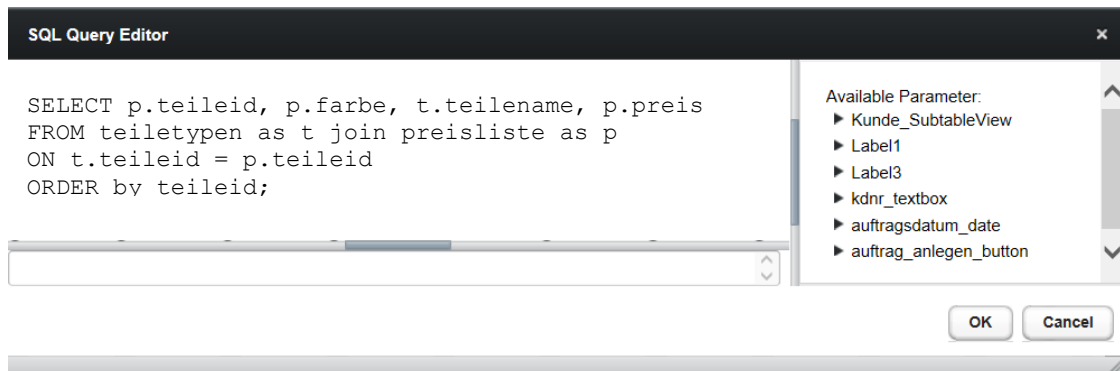 SQL Query Editor
×
SELECT p.teileid, p.farbe, t.teilename, p.preis
FROM teiletypen as t join preisliste as p
ON t.teileid = p.teileid
ORDER by teileid;
Available Parameter:
Kunde_SubtableView
Label1
Label3
kdnr_textbox
auftragsdatum_date
auftrag_anlegen_button
OK Cancel